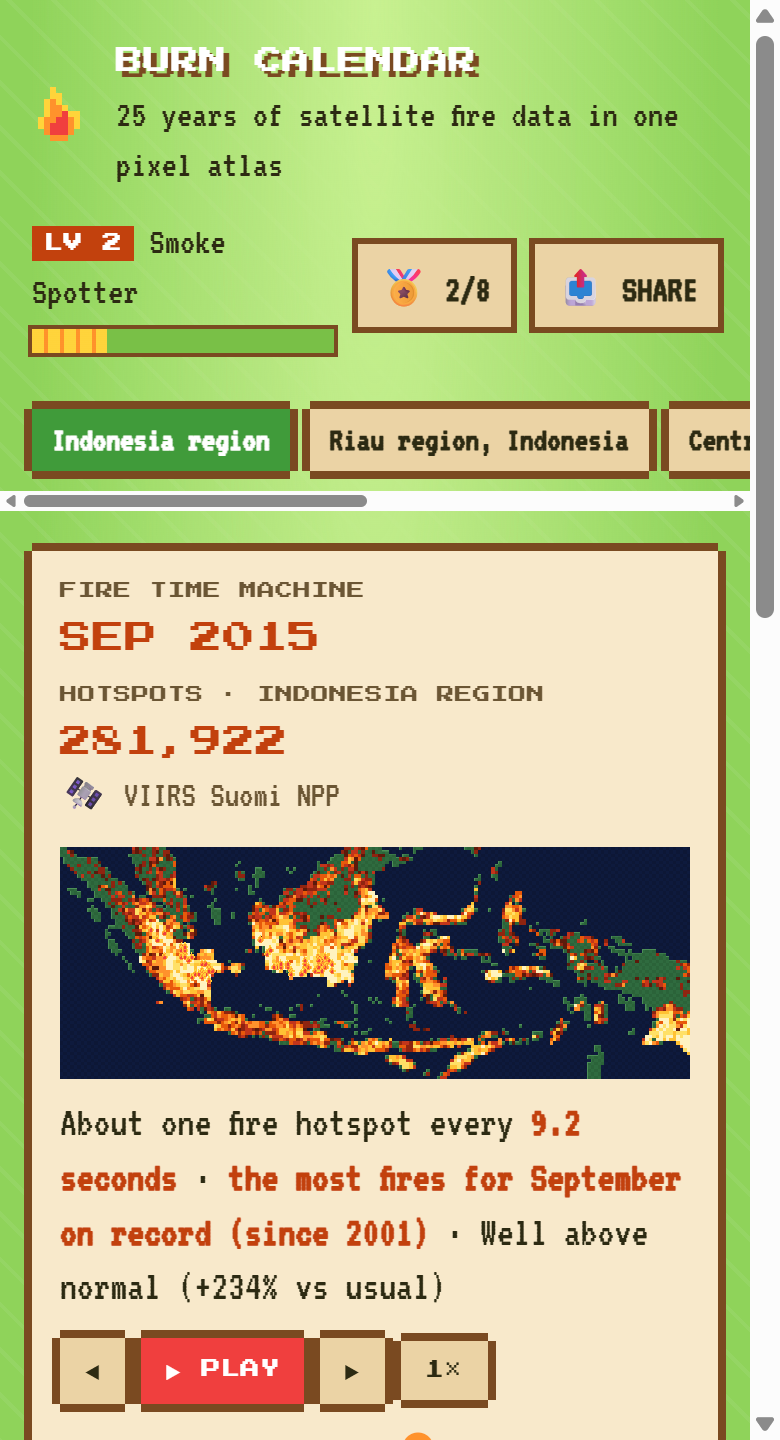 BURN CALENDAR
25 years of satellite fire data in one
pixel atlas
LV 2 Smoke
Spotter
2/8
SHARE
Indonesia region
Riau region, Indonesia
Centr
FIRE TIME MACHINE
SEP 2015
HOTSPOTS · INDONESIA REGION
281,922
VIIRS Suomi NPP
About one fire hotspot every 9.2
seconds · the most fires for September
on record (since 2001) · Well above
normal (+234% vs usual)
◄ ► PLAY ► 1×